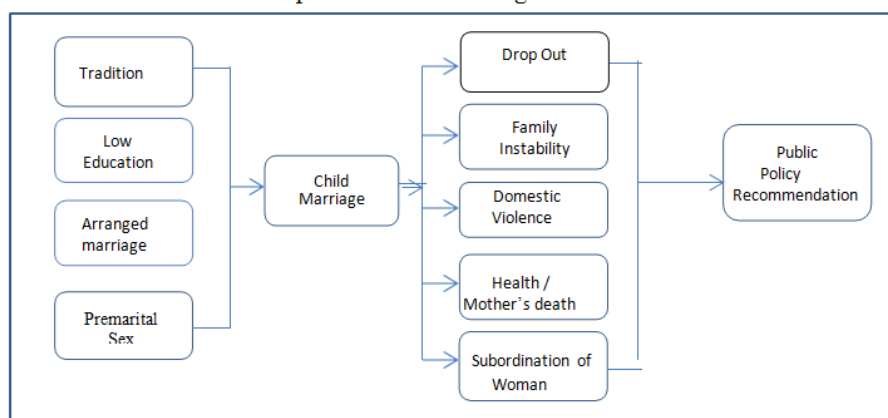 Tradition
Low
Education
Arranged
marriage
Premarital
Sex
Child
Marriage
Drop Out
Family
Instability
Domestic
Violence
Health /
Mother's death
Subordination of
Woman
Public
Policy
Recommendation